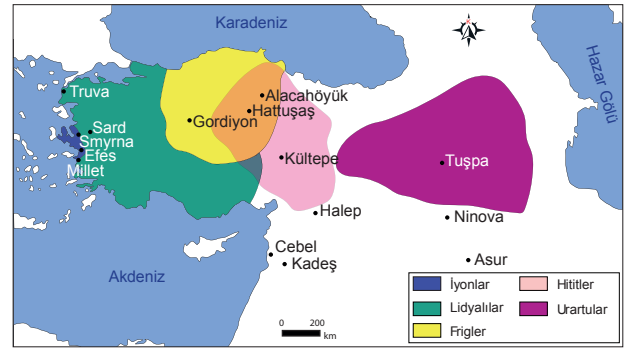 Karadeniz
Hazar Gölü
Truva
Alacahöyük
Hattuşaş
Gordiyon
Sard
Smyrna
Efes
Millet
Kültepe
Tuşpa
Halep
Ninova
Cebel
Kadeş
Asur
Akdeniz
0 200
km
İyonlar
Lidyalılar
Frigler
Hititler
Urartular